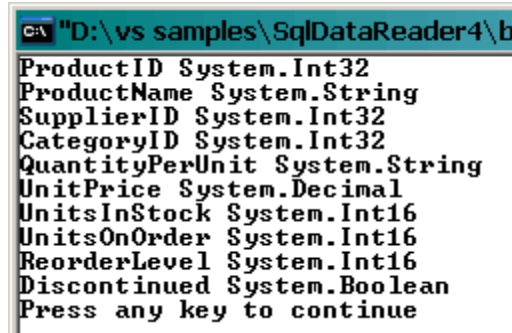 "D:\vs samples\SqlDataReader4\b
ProductID System.Int32
ProductName System.String
SupplierID System.Int32
CategoryID System.Int32
QuantityPerUnit System.String
UnitPrice System.Decimal
UnitsInStock System.Int16
UnitsOnOrder System.Int16
ReorderLevel System.Int16
Discontinued System.Boolean
Press any key to continue